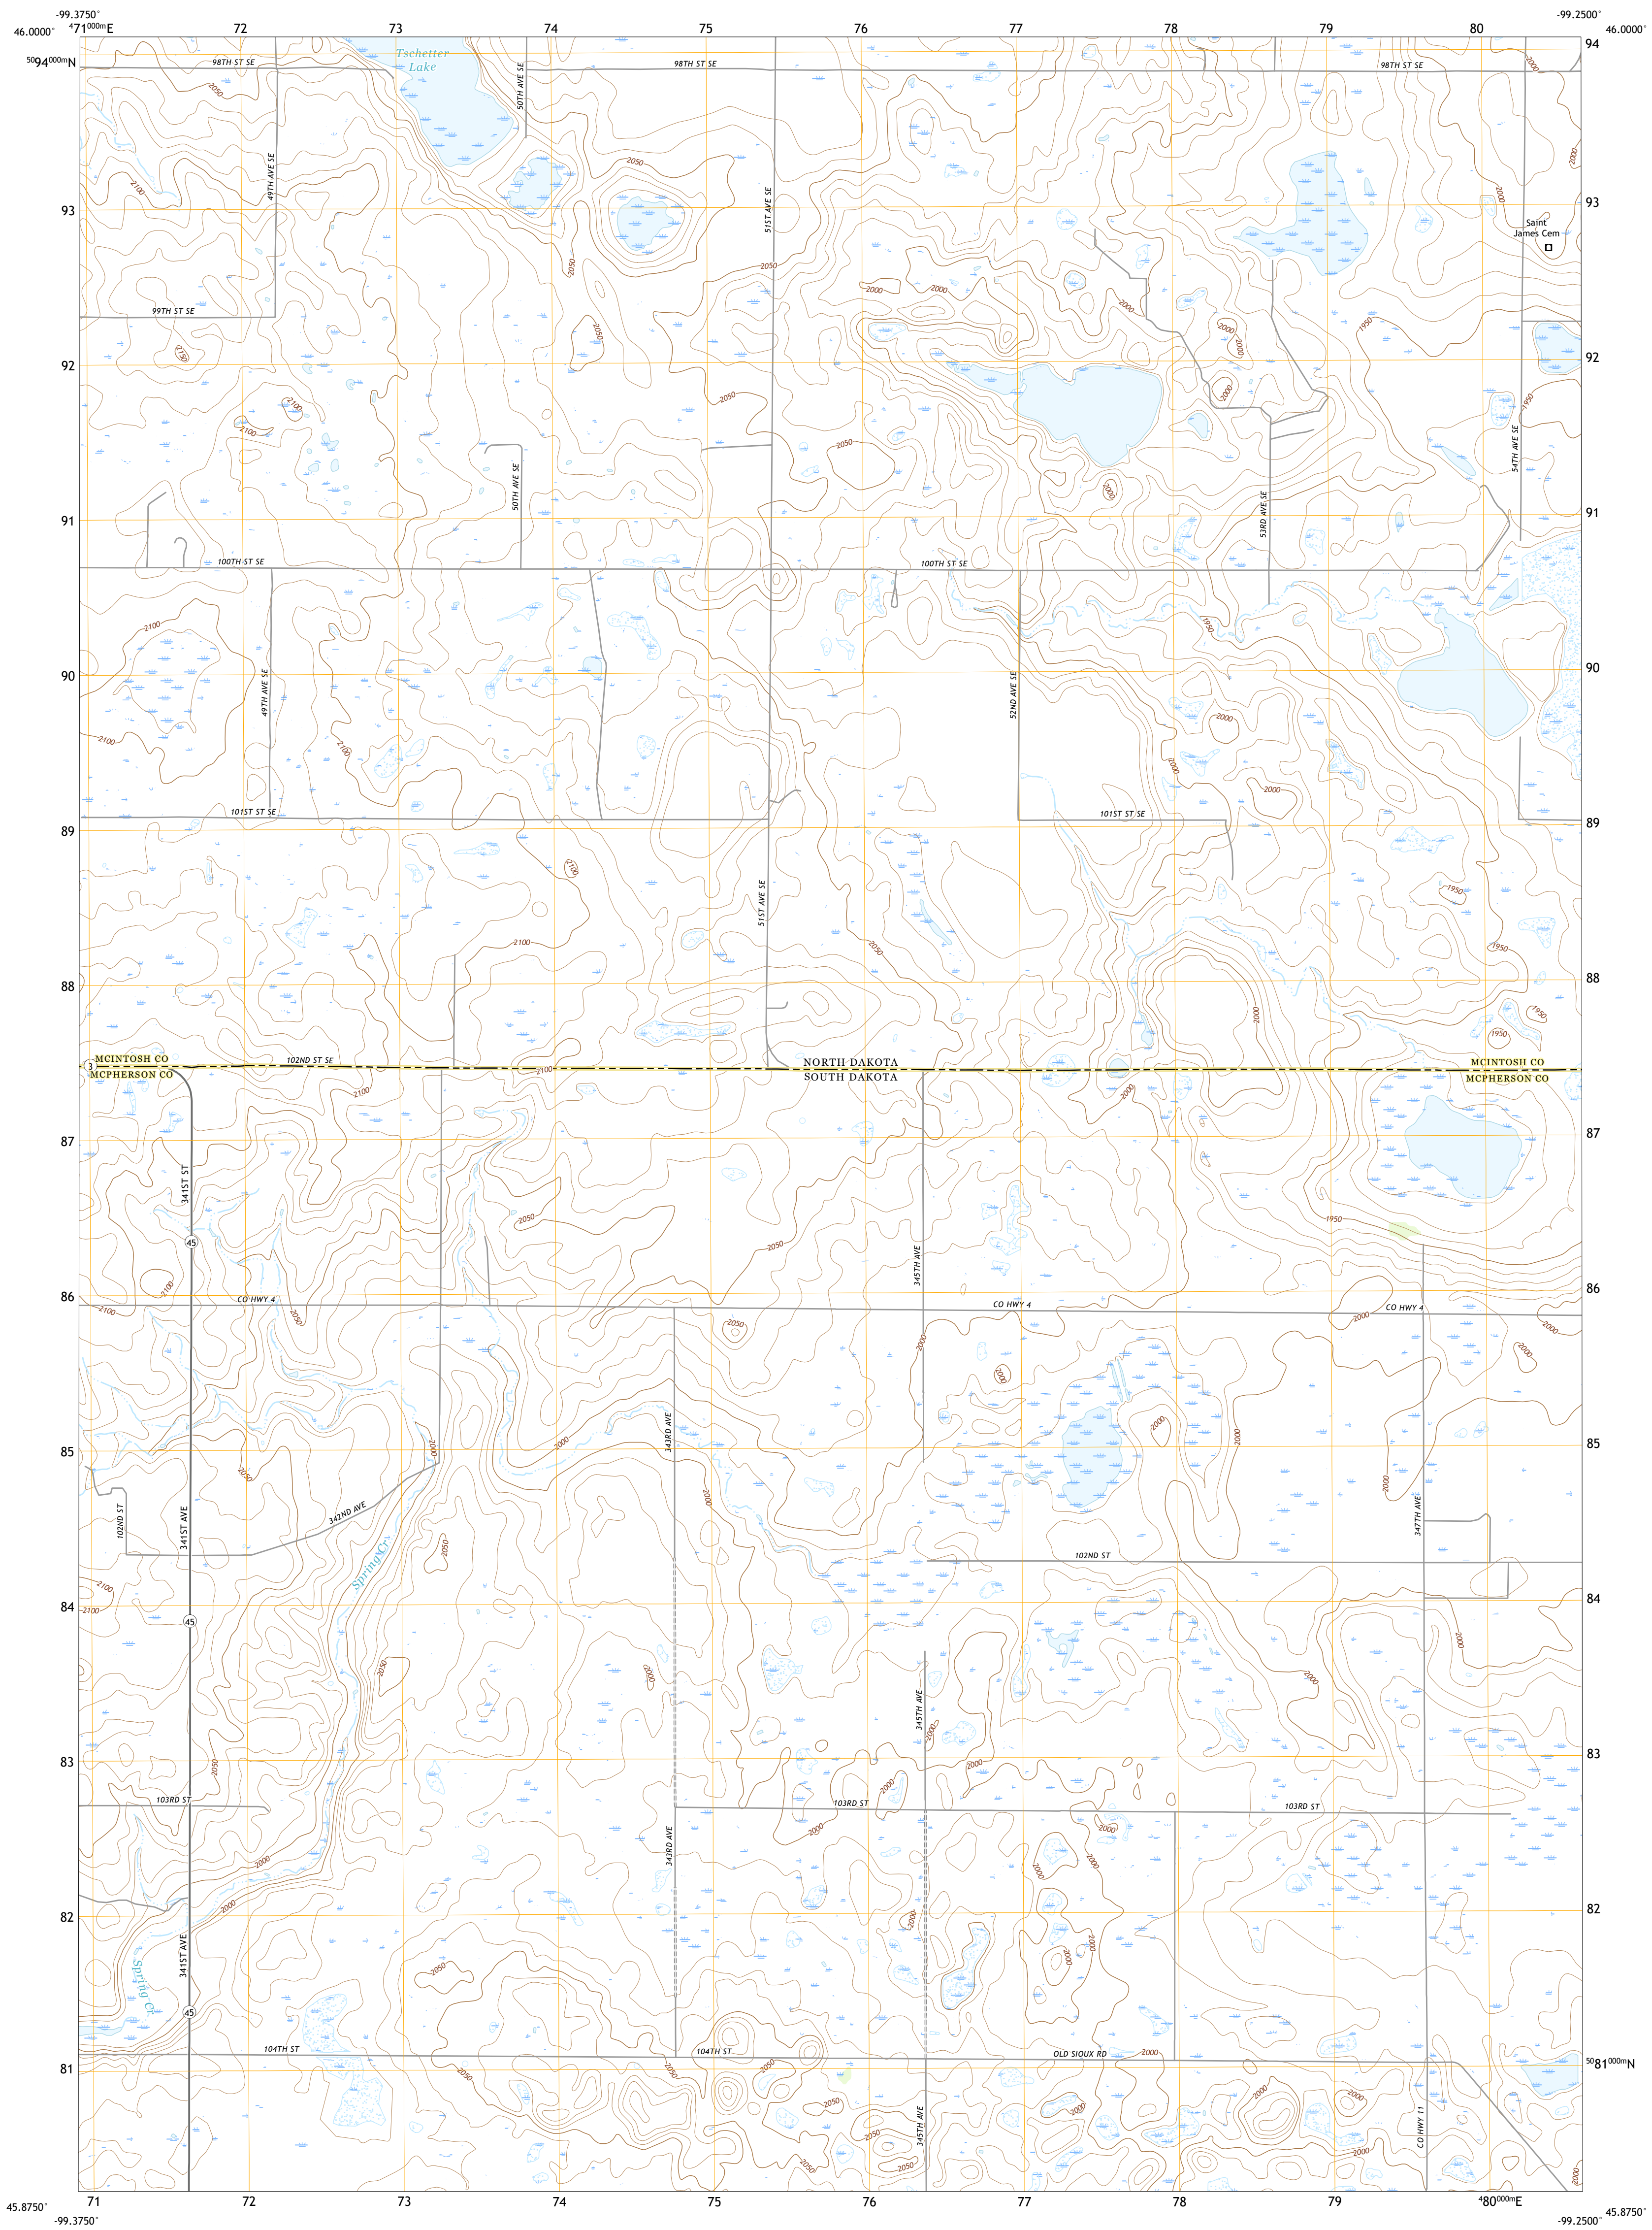 -99.3750°
-99.2500°
46.0000°
⁴71⁰⁰⁰ᵐE
72
73
74
75
76
77
78
79
80
46.0000°
⁵⁰94⁰⁰⁰ᵐN
94
Tschetter
Lake
98TH ST SE
98TH ST SE
98TH ST SE
2050
50TH AVE SE
2000
2000
49TH AVE SE
2100
2050
2000
93
51ST AVE SE
93
Saint
James Cem
2050
2050
2000
2000
2000
99TH ST SE
2150
2050
2000
2000
1950
92
92
2100
2100
2050
2000
1950
2050
54TH AVE SE
50TH AVE SE
2000
53RD AVE SE
91
91
100TH ST SE
100TH ST SE
2100
1950
90
90
49TH AVE SE
52ND AVE SE
2000
2100
2100
2000
2000
101ST ST SE
101ST ST SE
89
89
2100
1950
51ST AVE SE
2100
2050
1950
88
88
2000
1950
1950
3
MCINTOSH CO
MCPHERSON CO
102ND ST SE
2100
NORTH DAKOTA
SOUTH DAKOTA
MCINTOSH CO
MCPHERSON CO
2100
2000
87
87
341ST ST
2050
1950
45
2050
345TH AVE
2100
86
86
2100
CO HWY 4
CO HWY 4
CO HWY 4
2050
2050
2000
2000
2000
2000
2000
343RD AVE
2000
2000
2000
2000
85
85
2050
2000
2000
102ND ST
341ST AVE
342ND AVE
347TH AVE
Spring Cr
2050
102ND ST
2100
2100
84
84
45
2050
2000
2000
2000
345TH AVE
2000
83
83
2050
2000
2000
103RD ST
103RD ST
103RD ST
2000
2000
343RD AVE
2000
2000
2000
82
2000
2000
82
341ST AVE
2000
2000
2050
Spring Cr
45
104TH ST
104TH ST
OLD SIOUX RD
2000
81
2050
2050
2050
⁵⁰81⁰⁰⁰ᵐN
2050
2000
2000
2000
345TH AVE
2050
CO HWY 11
2050
2050
2000
2000
45.8750°
71
72
73
74
75
76
77
78
79
⁴80⁰⁰⁰ᵐE
45.8750°
-99.3750°
-99.2500°